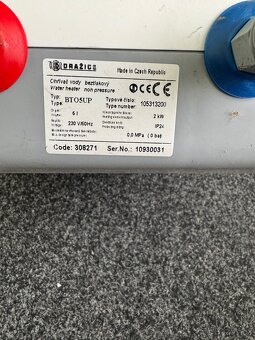 DRAŽICE Made in Czech Republic
Ohřívač vody beztlakový
Water heater non pressure
Typ: Typové číslo:
Type: BTO5UP Type number: 105313200
5 l 2 kW
230 V/50Hz IP24
0,0 MPa (0 bar)
Code: 308271 Ser.No.: 10930031